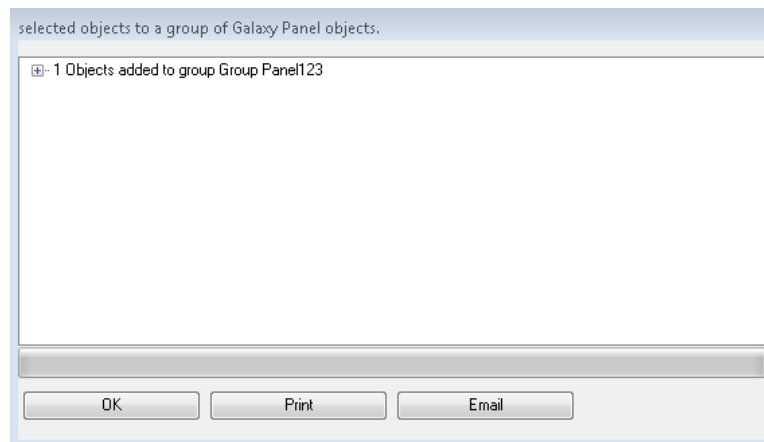 selected objects to a group of Galaxy Panel objects.
1 Objects added to group Group Panel123
OK Print Email